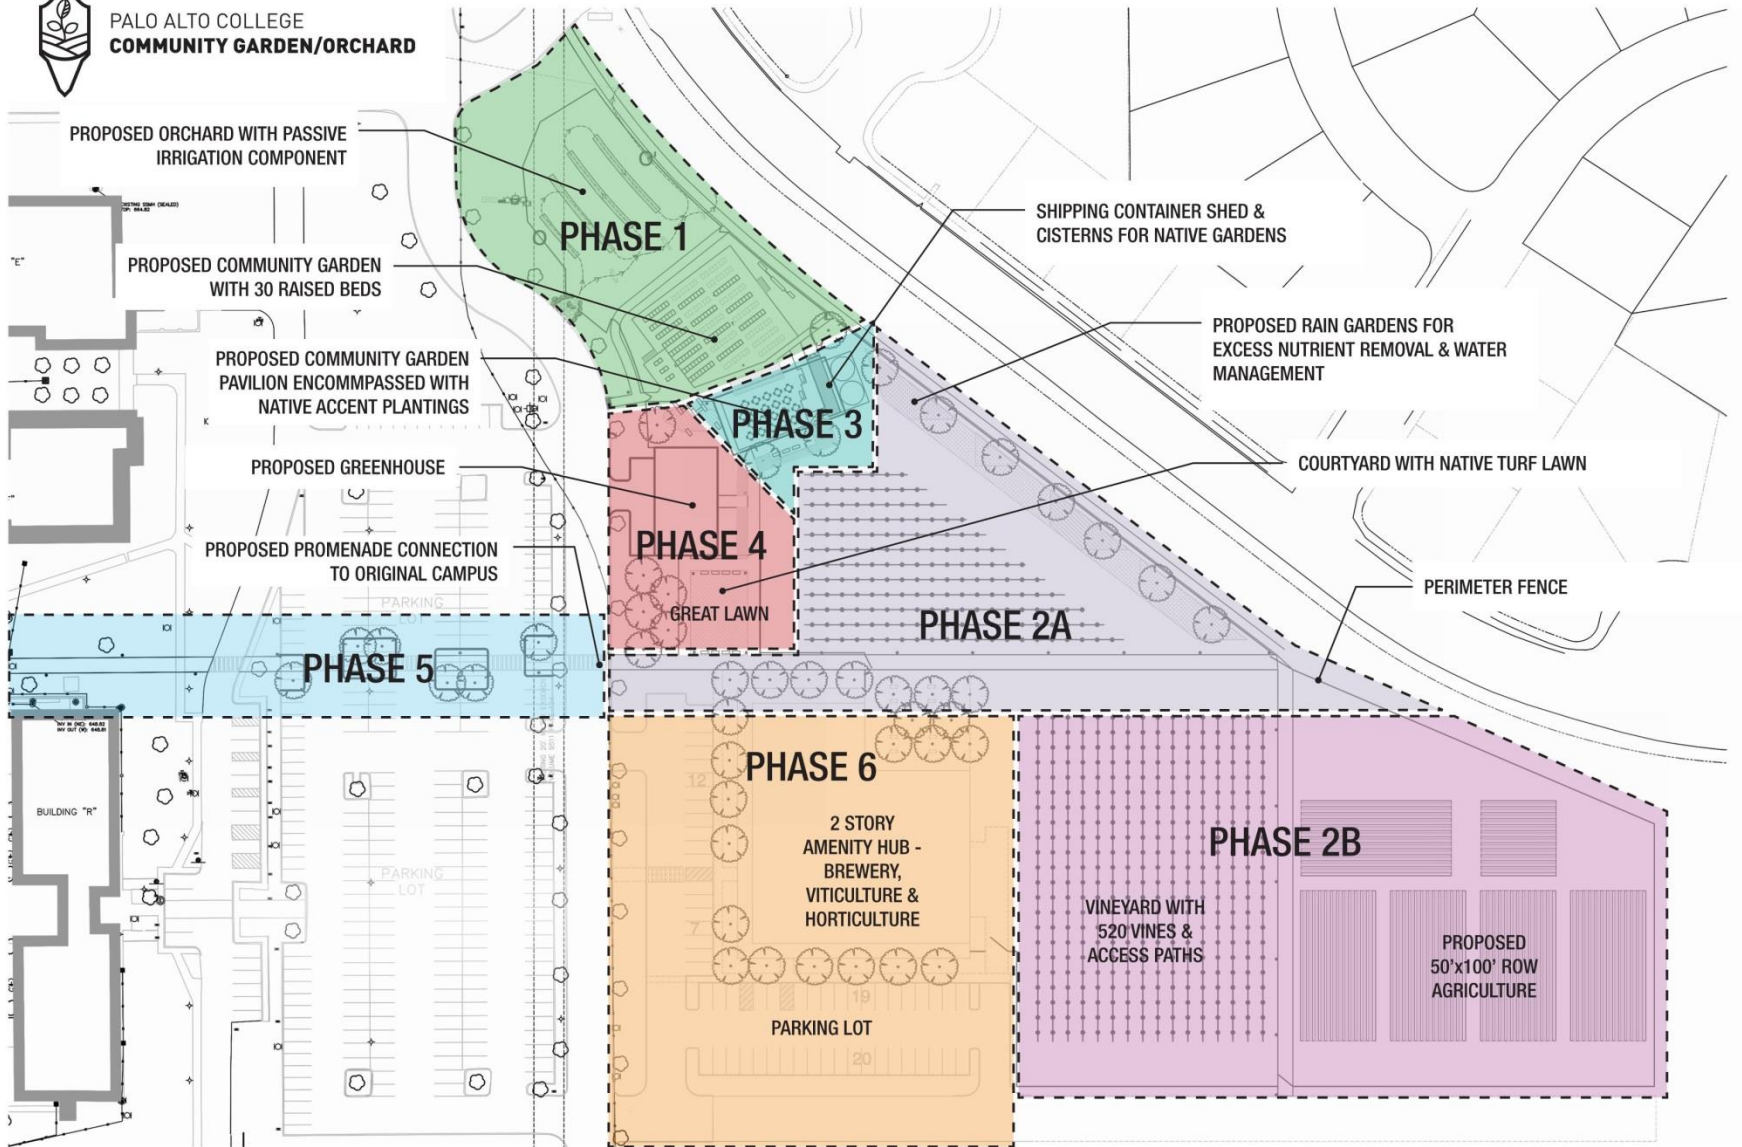 PALO ALTO COLLEGE
COMMUNITY GARDEN/ORCHARD
PROPOSED ORCHARD WITH PASSIVE
IRRIGATION COMPONENT
PHASE 1
PROPOSED COMMUNITY GARDEN
WITH 30 RAISED BEDS
SHIPPING CONTAINER SHED &
CISTERNS FOR NATIVE GARDENS
PROPOSED COMMUNITY GARDEN
PAVILION ENCOMMPASSED WITH
NATIVE ACCENT PLANTINGS
PROPOSED RAIN GARDENS FOR
EXCESS NUTRIENT REMOVAL & WATER
MANAGEMENT
PHASE 3
PROPOSED GREENHOUSE
COURTYARD WITH NATIVE TURF LAWN
PHASE 4
GREAT LAWN
PROPOSED PROMENADE CONNECTION
TO ORIGINAL CAMPUS
PERIMETER FENCE
PHASE 2A
PARKING
LOT
PHASE 5
"E"
K
BUILDING "R"
PARKING
LOT
PHASE 6
12
2 STORY
AMENITY HUB -
BREWERY,
VITICULTURE &
HORTICULTURE
7
19
PARKING LOT
20
PHASE 2B
VINEYARD WITH
520 VINES &
ACCESS PATHS
PROPOSED
50'x100' ROW
AGRICULTURE